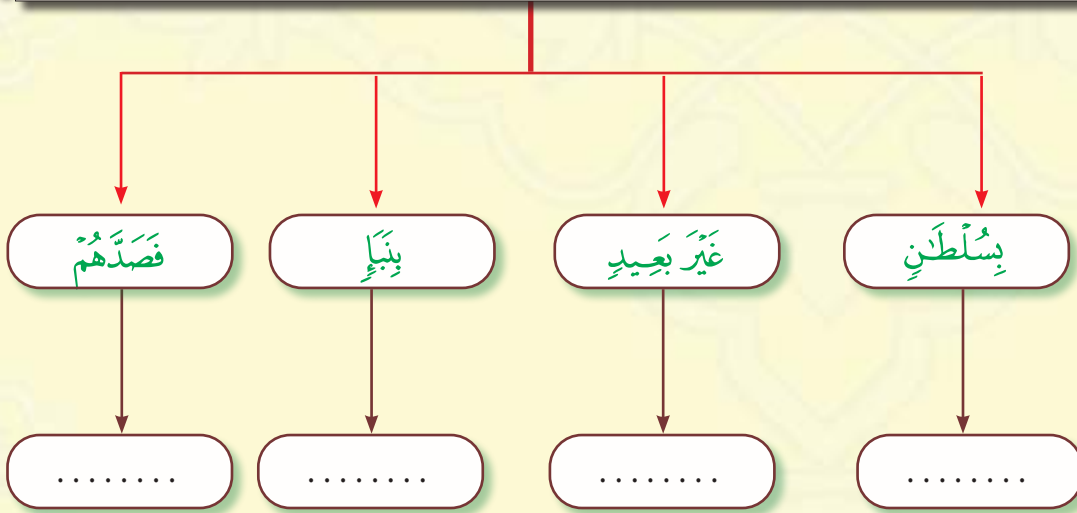 بِسُلْطَـٰنٍ
غَيْرَ بَعِيدٍ
بِنَبَإٍ
فَصَدَّهُمْ
........
........
........
........